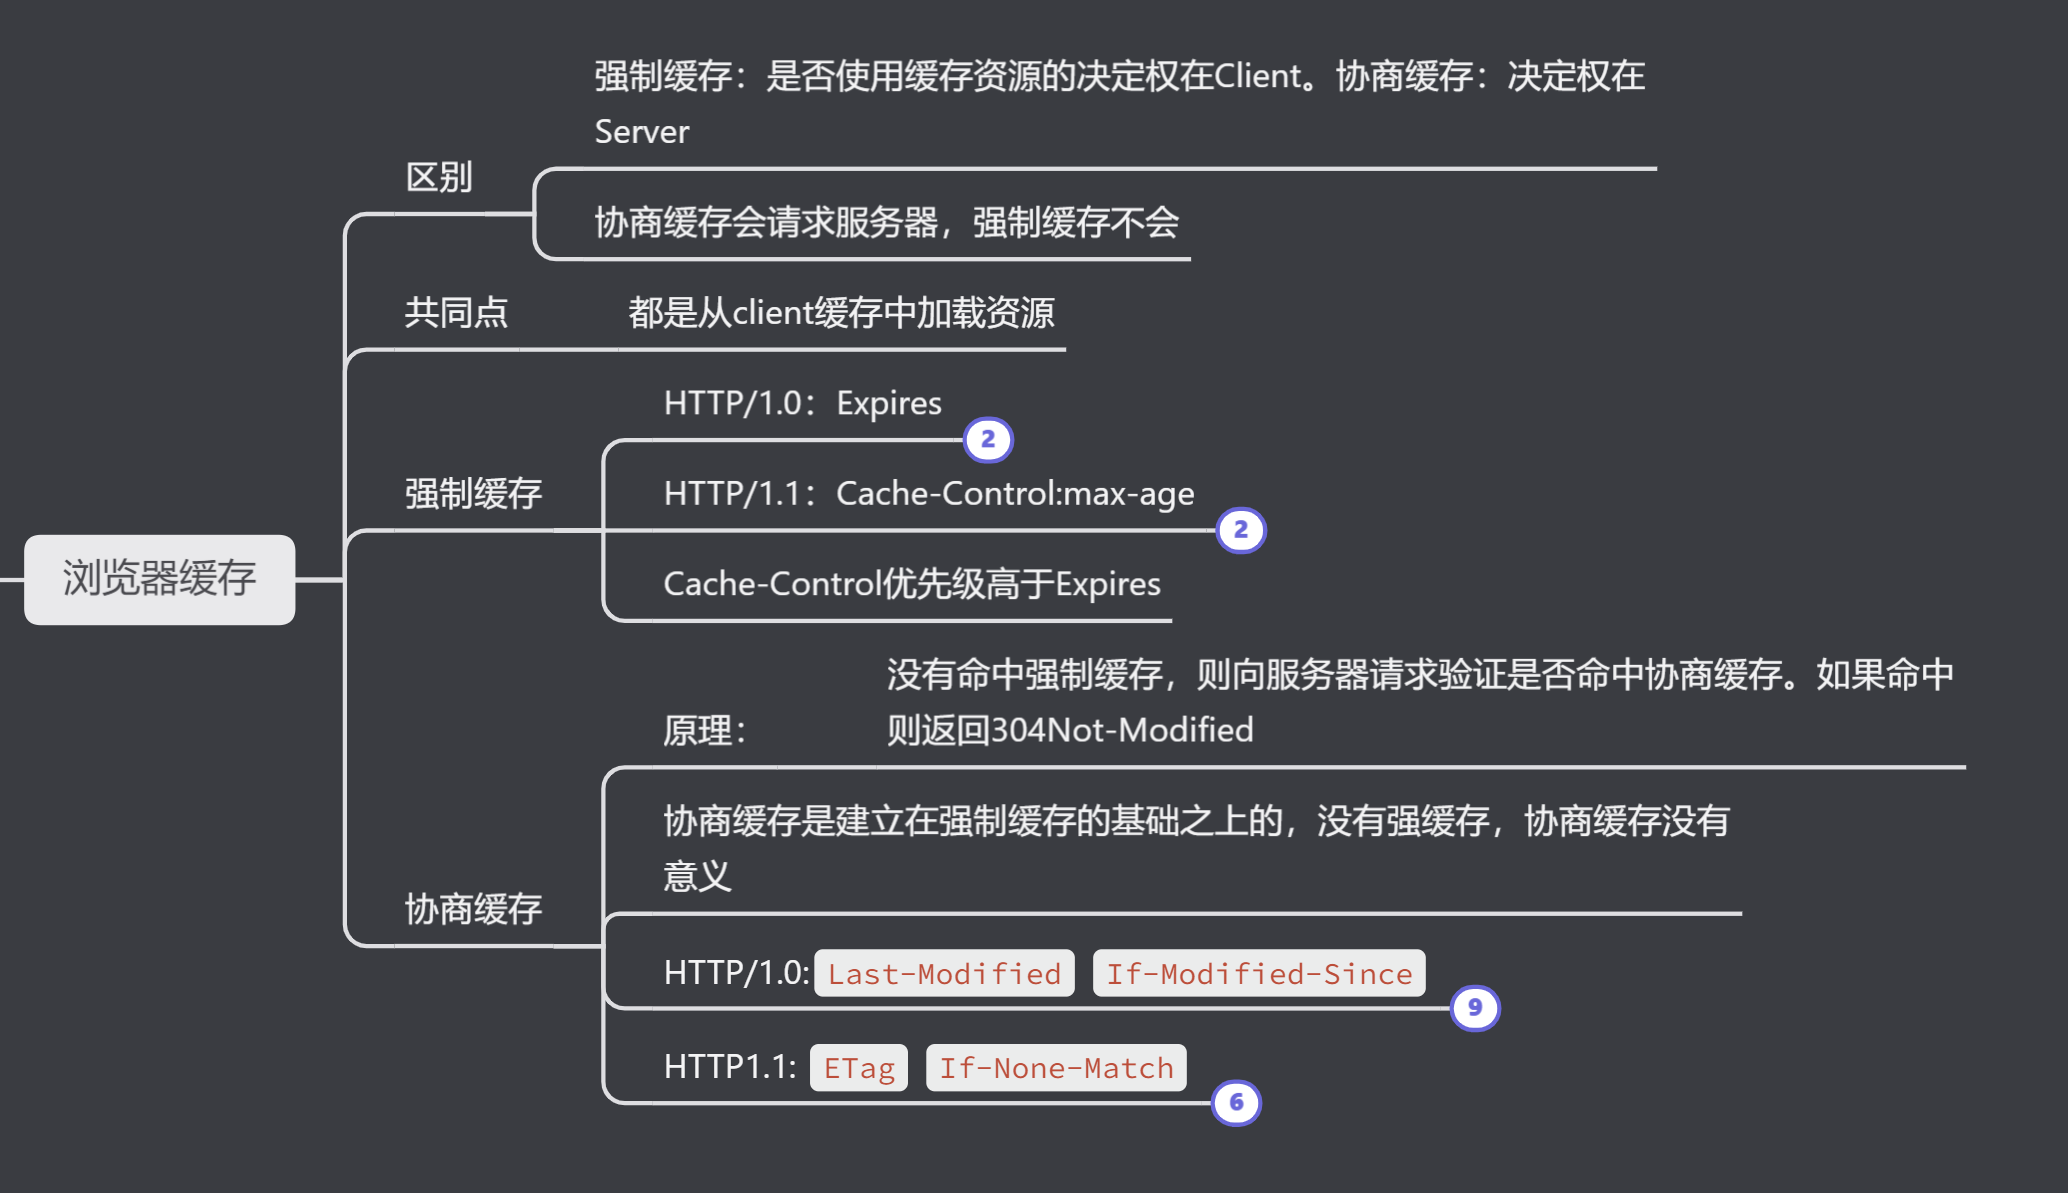 强制缓存：是否使用缓存资源的决定权在Client。协商缓存：决定权在
Server
区别
协商缓存会请求服务器，强制缓存不会
共同点
都是从client缓存中加载资源
HTTP/1.0：Expires
2
强制缓存
HTTP/1.1：Cache-Control:max-age
2
Cache-Control优先级高于Expires
浏览器缓存
原理：
没有命中强制缓存，则向服务器请求验证是否命中协商缓存。如果命中
则返回304Not-Modified
协商缓存是建立在强制缓存的基础之上的，没有强缓存，协商缓存没有
意义
协商缓存
HTTP/1.0: Last-Modified If-Modified-Since
9
HTTP1.1: ETag If-None-Match
6